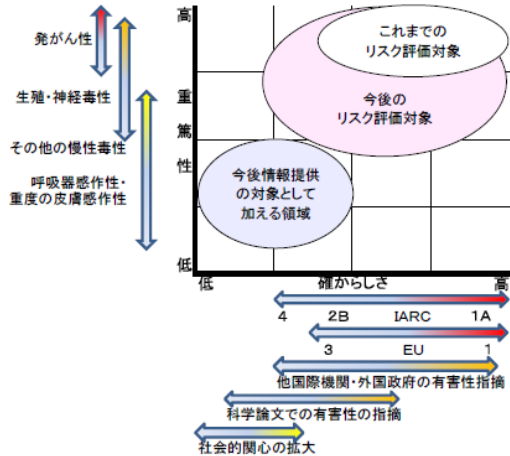 発がん性
生殖・神経毒性
その他の慢性毒性
呼吸器感作性・
重度の皮膚感作性
高
重
篤
性
低
これまでの
リスク評価対象
今後の
リスク評価対象
今後情報提供
の対象として
加える領域
低 確からしさ 高
4 2B IARC 1A
3 EU 1
他国際機関・外国政府の有害性指摘
科学論文での有害性の指摘
社会的関心の拡大